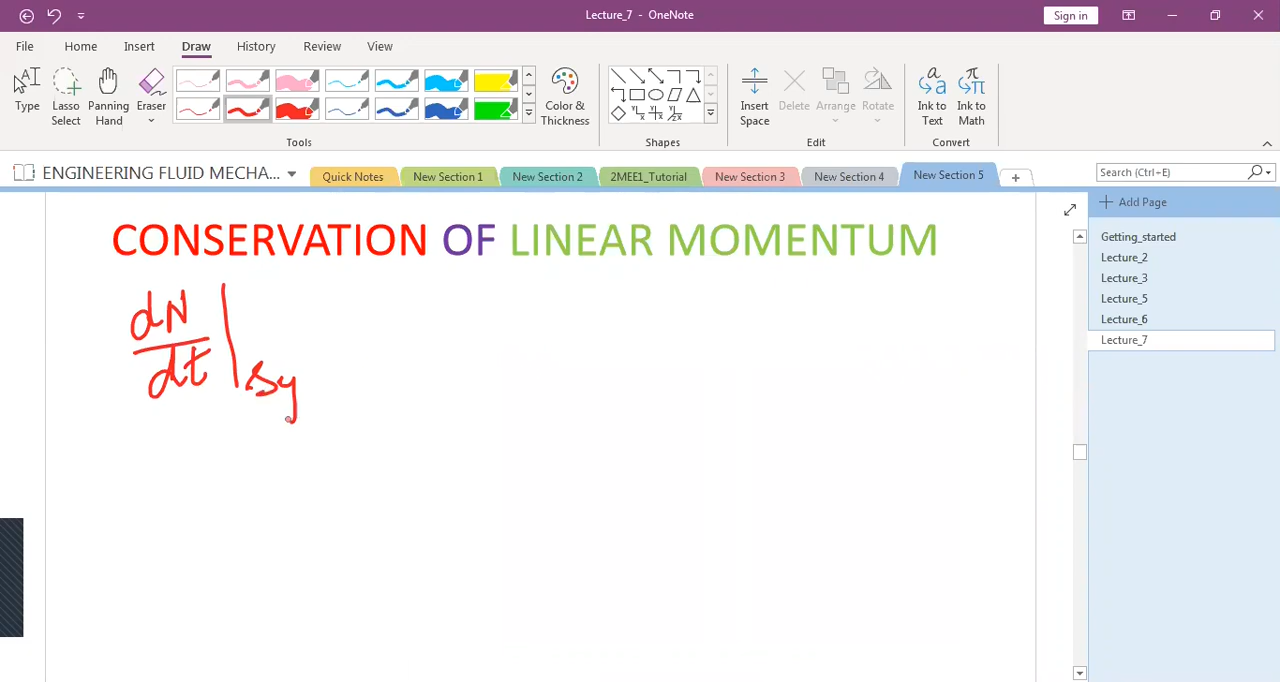 Lecture_7 - OneNote
Sign in
File Home Insert Draw History Review View
Type
Lasso Select
Panning Hand
Eraser
Color & Thickness
Insert Space
Delete
Arrange
Rotate
Ink to Text
Ink to Math
Tools Shapes Edit Convert
ENGINEERING FLUID MECHA...
Quick Notes New Section 1 New Section 2 2MEE1_Tutorial New Section 3 New Section 4 New Section 5
Search (Ctrl+E)
Add Page
Getting_started
Lecture_2
Lecture_3
Lecture_5
Lecture_6
Lecture_7
CONSERVATION OF LINEAR MOMENTUM
dN
dt
Sy